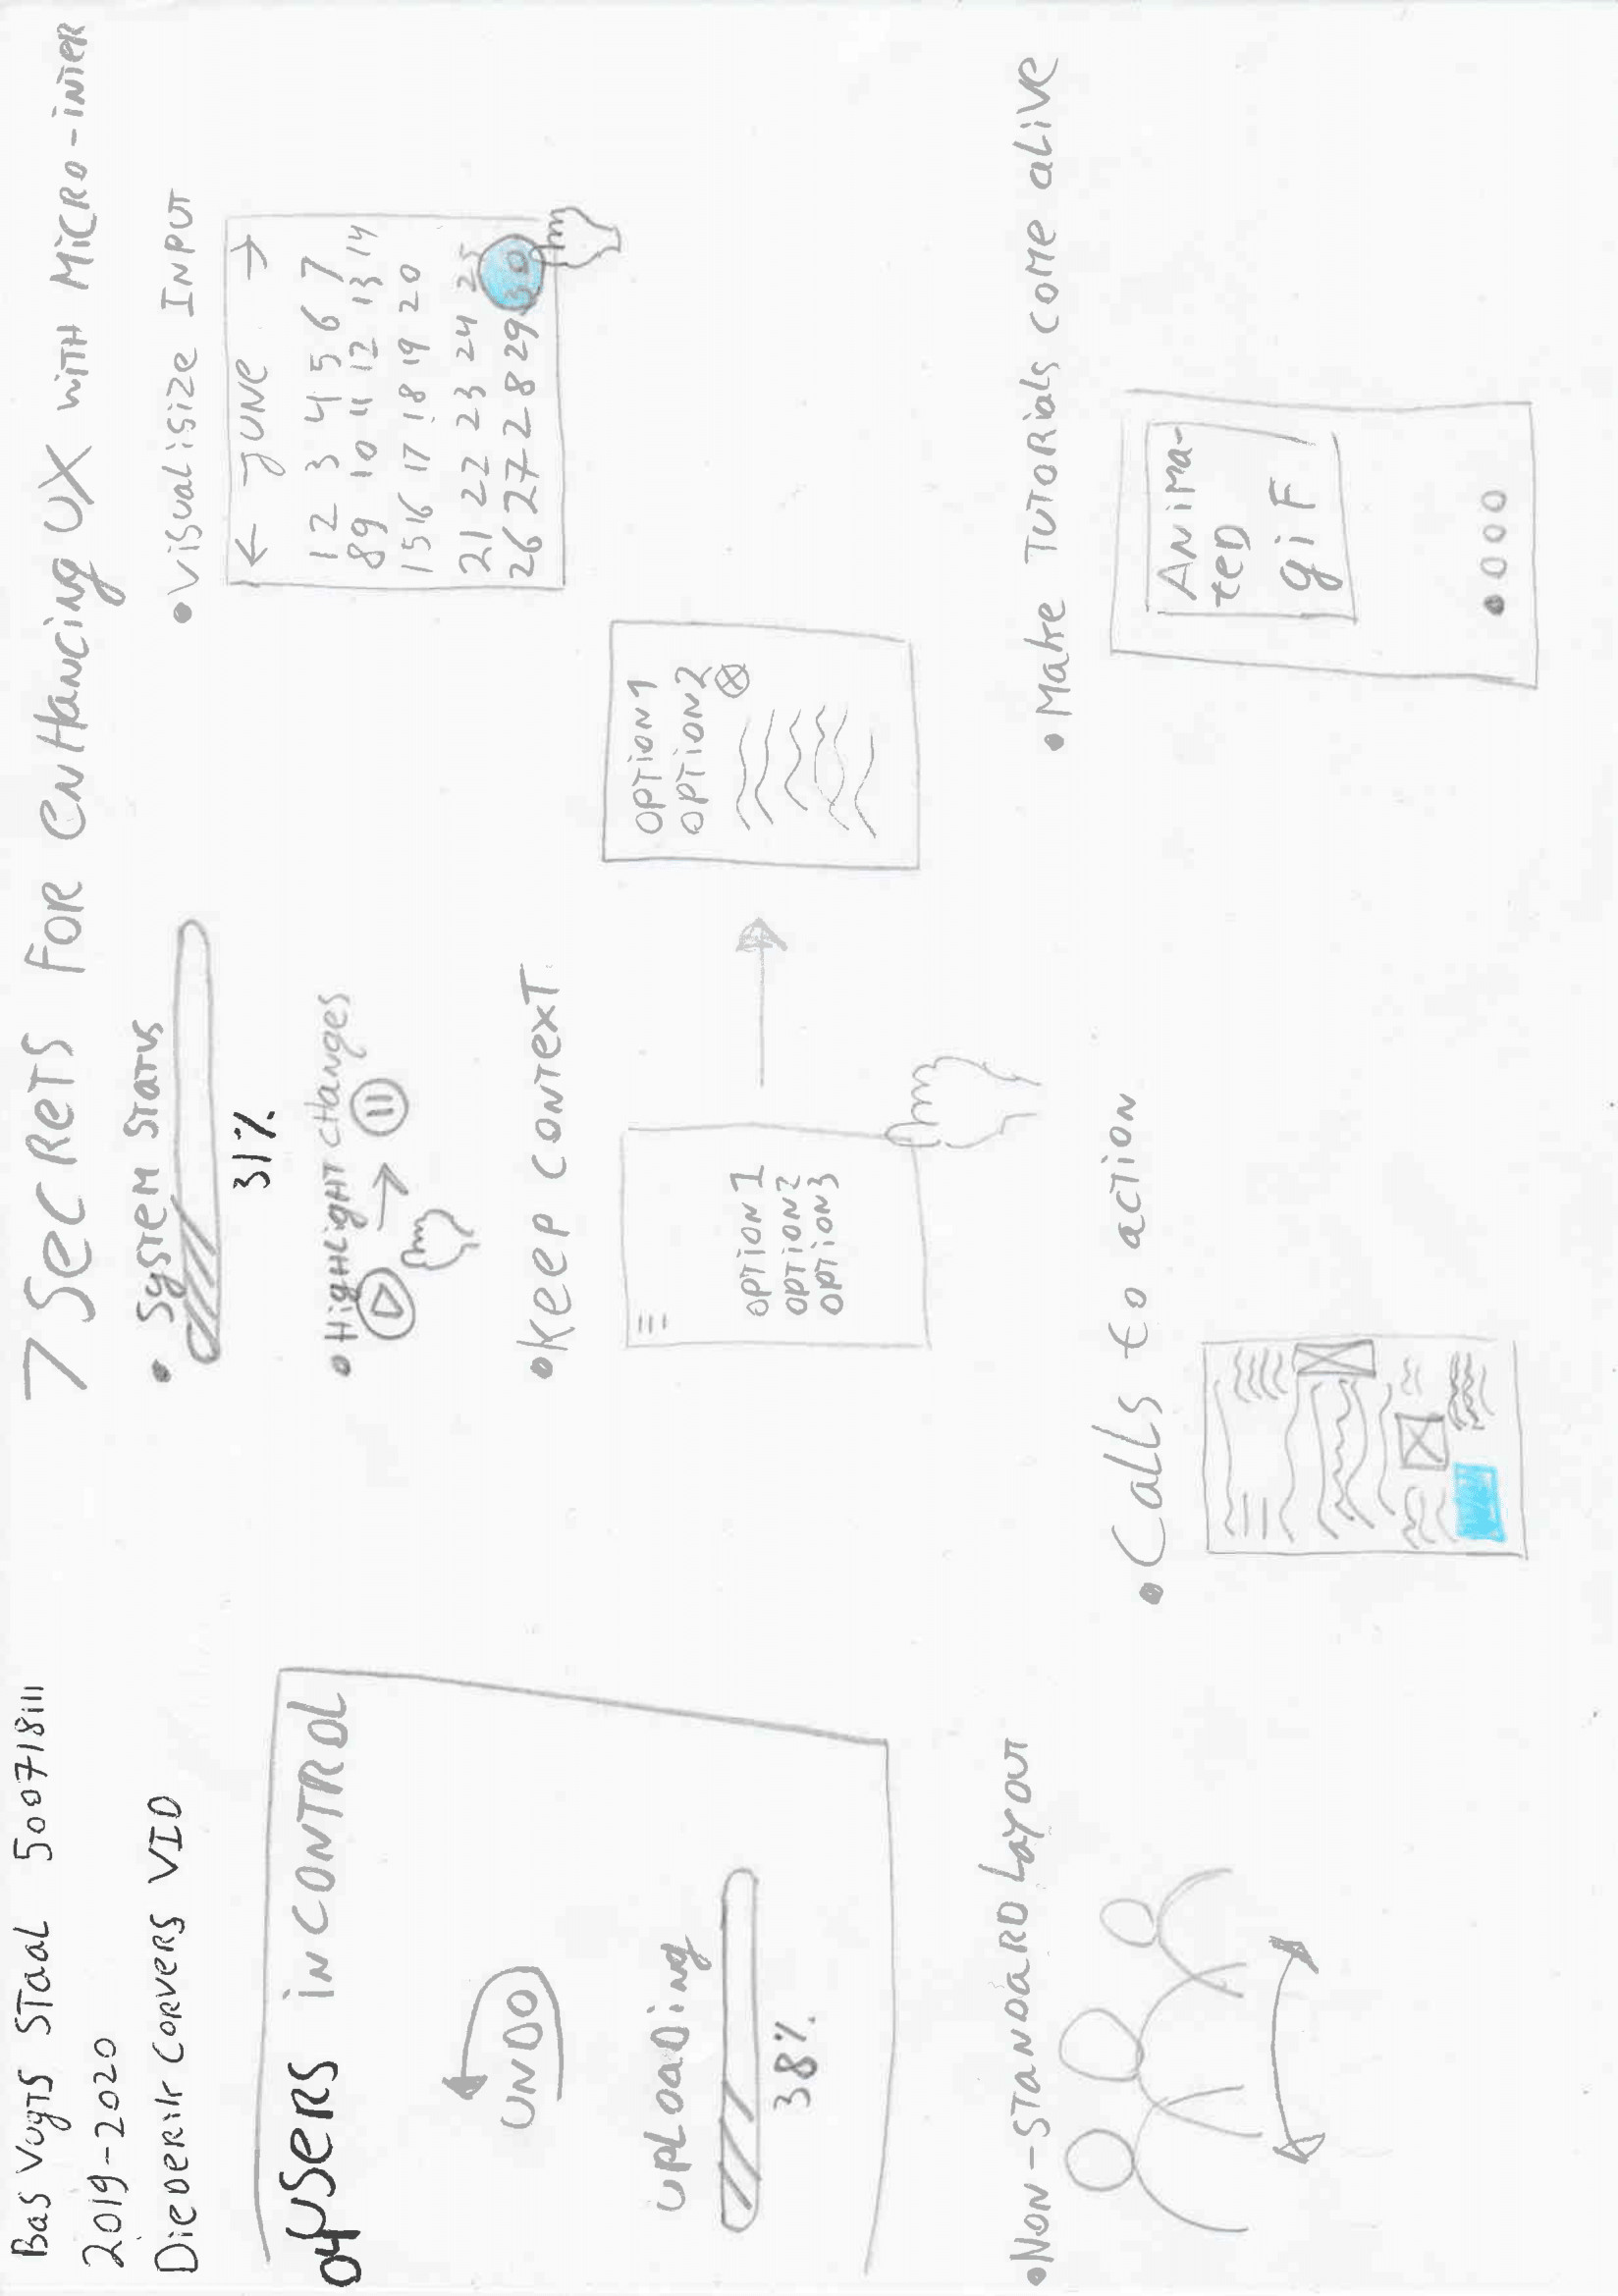 Bas Vugts Staal 500718111
2019-2020
Diederik Corvers VID
04 Users in control
UNDO
uploading
38%
• Non-standard layout
7 Secrets for enhancing UX with Micro-inter
• System Status
31%
• Highlight changes
• Keep context
option 1
option 2
option 3
option 1
option 2
• Calls to action
• Visualisize Input
← June →
1 2 3 4 5 6 7
8 9 10 11 12 13 14
15 16 17 18 19 20
21 22 23 24 25
26 27 28 29 30
• Make Tutorials come alive
Anima-
ted
gif